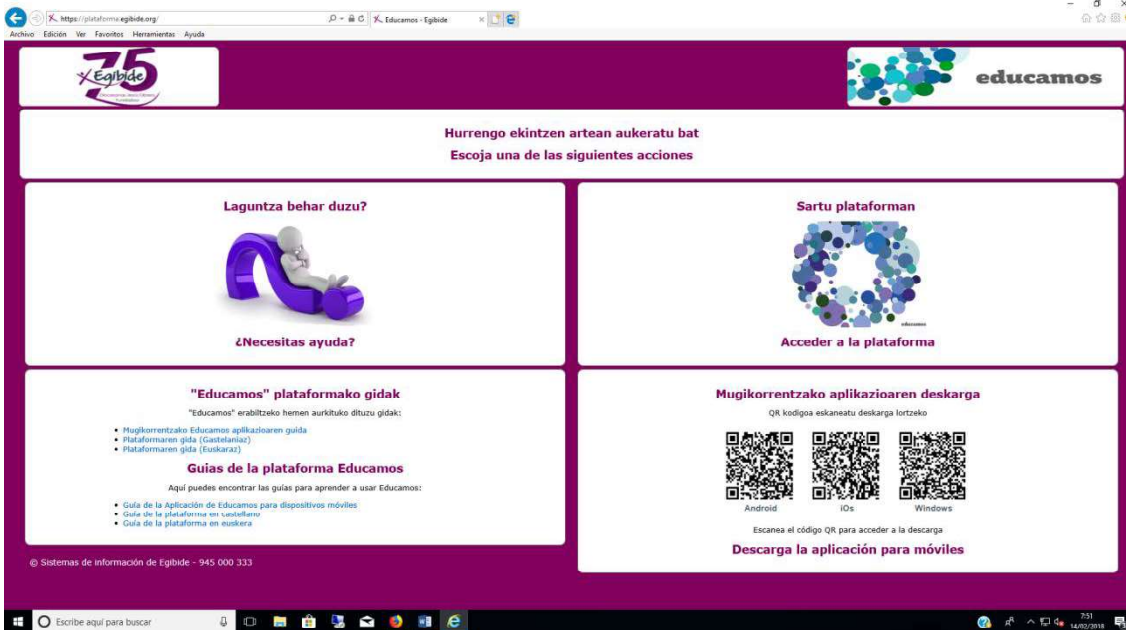 https://plataforma.egibide.org/
Educamos - Egibide
Archivo Edición Ver Favoritos Herramientas Ayuda
75
Egibide
educamos
Hurrengo ekintzen artean aukeratu bat
Escoja una de las siguientes acciones
Laguntza behar duzu?
¿Necesitas ayuda?
Sartu plataforman
educamos
Acceder a la plataforma
"Educamos" plataformako gidak
"Educamos" erabiltzeko hemen aurkituko dituzu gidak:
Mugikorrentzako Educamos aplikazioaren guida
Plataformaren gida (Gastelaniaz)
Plataformaren gida (Euskaraz)
Guias de la plataforma Educamos
Aquí puedes encontrar las guías para aprender a usar Educamos:
Guía de la Aplicación de Educamos para dispositivos móviles
Guía de la plataforma en castellano
Guía de la plataforma en euskera
Mugikorrentzako aplikazioaren deskarga
QR kodigoa eskaneatu deskarga lortzeko
Android iOs Windows
Escanea el código QR para acceder a la descarga
Descarga la aplicación para móviles
© Sistemas de información de Egibide - 945 000 333
Escribe aquí para buscar
7:51
14/02/2018